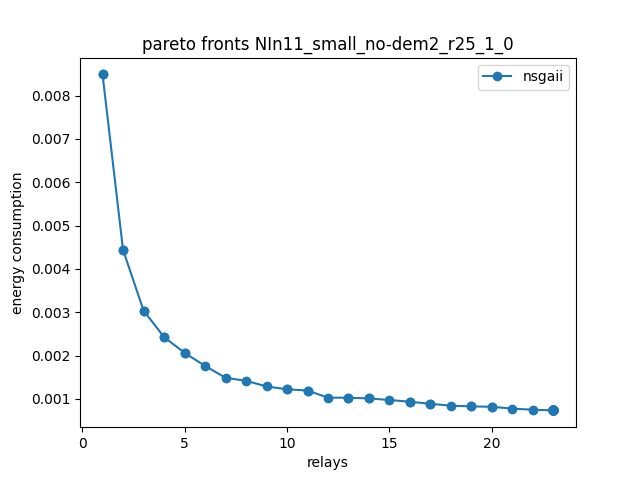 pareto fronts NIn11_small_no-dem2_r25_1_0
nsgaii
energy consumption
0.008
0.007
0.006
0.005
0.004
0.003
0.002
0.001
0 5 10 15 20
relays